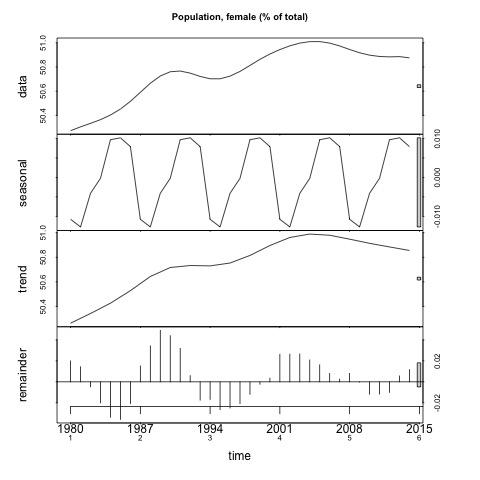 Population, female (% of total)
data
50.4 50.6 50.8 51.0
seasonal
-0.010 0.000 0.010
trend
50.4 50.6 50.8 51.0
remainder
-0.02 0.02
1980 1987 1994 2001 2008 2015
1 2 3 4 5 6
time